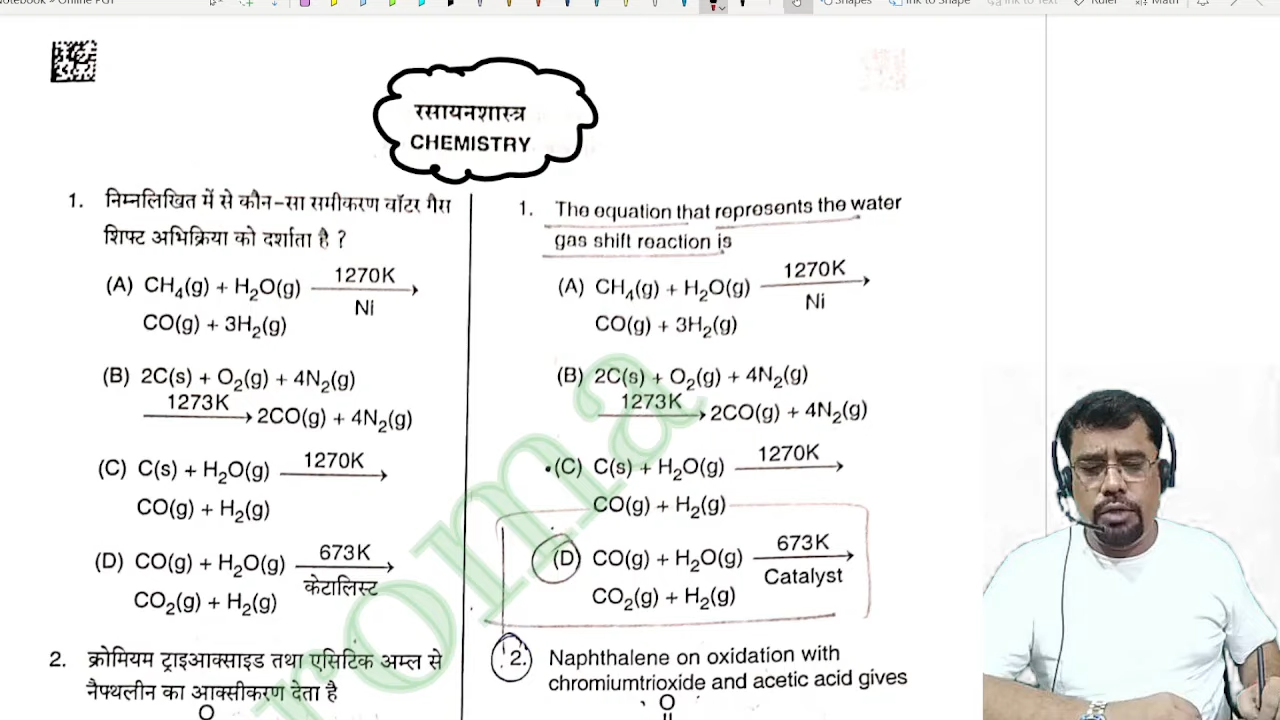 रसायनशास्त्र
CHEMISTRY
1. निम्नलिखित में से कौन-सा समीकरण वॉटर गैस
शिफ्ट अभिक्रिया को दर्शाता है ?
(A) CH₄(g) + H₂O(g) 1270K
Ni
CO(g) + 3H₂(g)
(B) 2C(s) + O₂(g) + 4N₂(g)
1273K → 2CO(g) + 4N₂(g)
(C) C(s) + H₂O(g) 1270K →
CO(g) + H₂(g)
(D) CO(g) + H₂O(g) 673K →
केटालिस्ट
CO₂(g) + H₂(g)
2. क्रोमियम ट्राइआक्साइड तथा एसिटिक अम्ल से
नैफ्थलीन का आक्सीकरण देता है
O
1. The equation that represents the water
gas shift reaction is
(A) CH₄(g) + H₂O(g) 1270K →
Ni
CO(g) + 3H₂(g)
(B) 2C(s) + O₂(g) + 4N₂(g)
1273K → 2CO(g) + 4N₂(g)
(C) C(s) + H₂O(g) 1270K →
CO(g) + H₂(g)
(D) CO(g) + H₂O(g) 673K →
Catalyst
CO₂(g) + H₂(g)
2. Naphthalene on oxidation with
chromiumtrioxide and acetic acid gives
O
roma